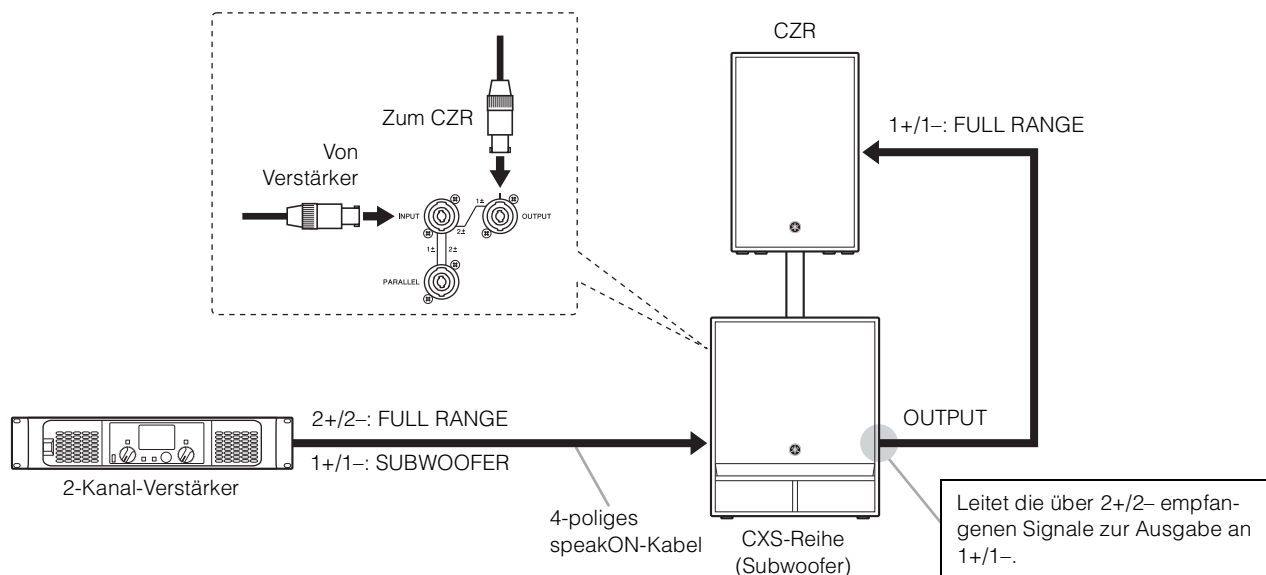 CZR
Zum CZR
1+/1–: FULL RANGE
Von
Verstärker
1±
INPUT
OUTPUT
2±
1±
2±
PARALLEL
2+/2–: FULL RANGE
OUTPUT
1+/1–: SUBWOOFER
2-Kanal-Verstärker
4-poliges
speakON-Kabel
CXS-Reihe
(Subwoofer)
Leitet die über 2+/2– empfan-
genen Signale zur Ausgabe an
1+/1–.